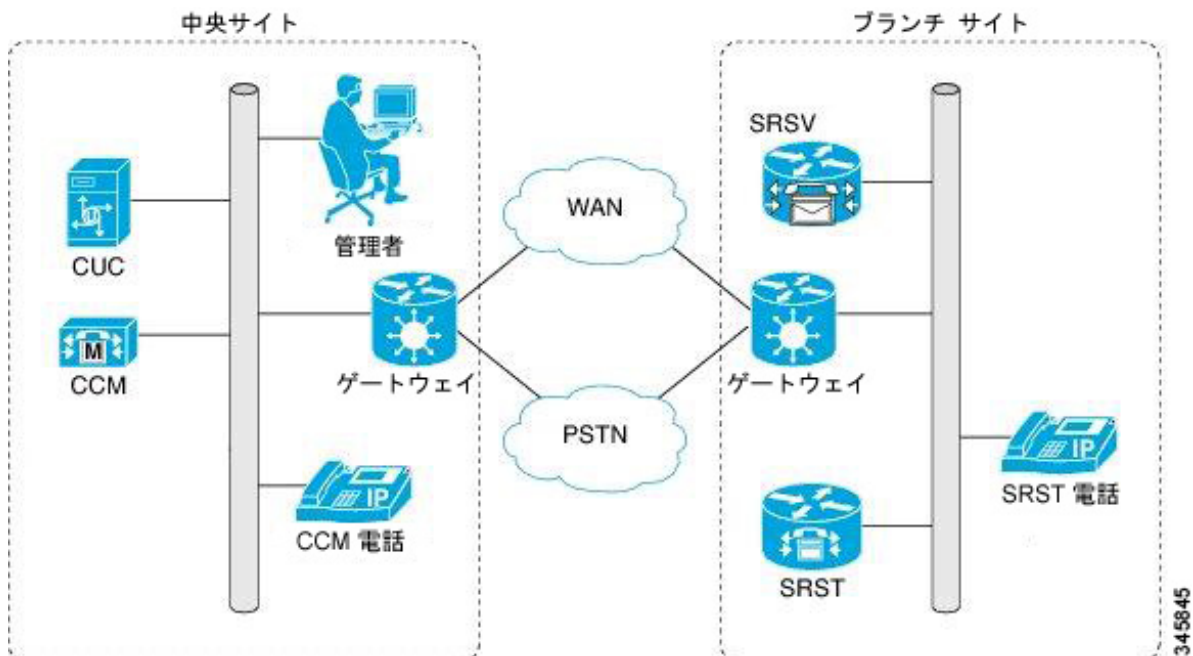 中央サイト
ブランチ サイト
SRSV
WAN
管理者
CUC
M
CCM
ゲートウェイ
ゲートウェイ
PSTN
IP
CCM 電話
IP
SRST 電話
SRST
345845